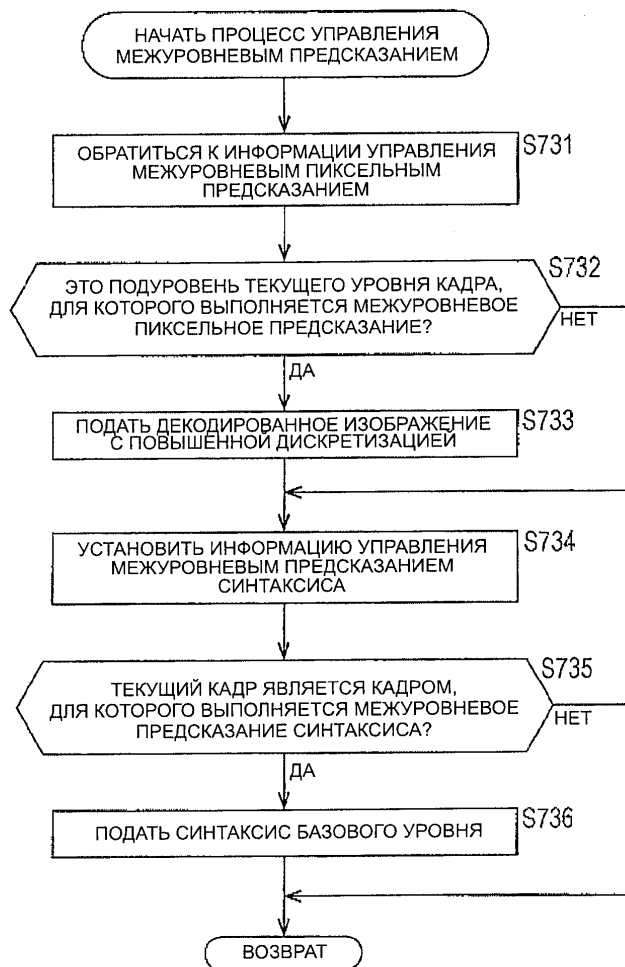 НАЧАТЬ ПРОЦЕСС УПРАВЛЕНИЯ
МЕЖУРОВНЕВЫМ ПРЕДСКАЗАНИЕМ
S731
ОБРАТИТЬСЯ К ИНФОРМАЦИИ УПРАВЛЕНИЯ
МЕЖУРОВНЕВЫМ ПИКСЕЛЬНЫМ
ПРЕДСКАЗАНИЕМ
S732
ЭТО ПОДУРОВЕНЬ ТЕКУЩЕГО УРОВНЯ КАДРА,
ДЛЯ КОТОРОГО ВЫПОЛНЯЕТСЯ МЕЖУРОВНЕВОЕ
ПИКСЕЛЬНОЕ ПРЕДСКАЗАНИЕ?
НЕТ
ДА
ПОДАТЬ ДЕКОДИРОВАННОЕ ИЗОБРАЖЕНИЕ
С ПОВЫШЕННОЙ ДИСКРЕТИЗАЦИЕЙ
S733
УСТАНОВИТЬ ИНФОРМАЦИЮ УПРАВЛЕНИЯ
МЕЖУРОВНЕВЫМ ПРЕДСКАЗАНИЕМ
СИНТАКСИСА
S734
S735
ТЕКУЩИЙ КАДР ЯВЛЯЕТСЯ КАДРОМ,
ДЛЯ КОТОРОГО ВЫПОЛНЯЕТСЯ МЕЖУРОВНЕВОЕ
ПРЕДСКАЗАНИЕ СИНТАКСИСА?
НЕТ
ДА
ПОДАТЬ СИНТАКСИС БАЗОВОГО УРОВНЯ
S736
ВОЗВРАТ